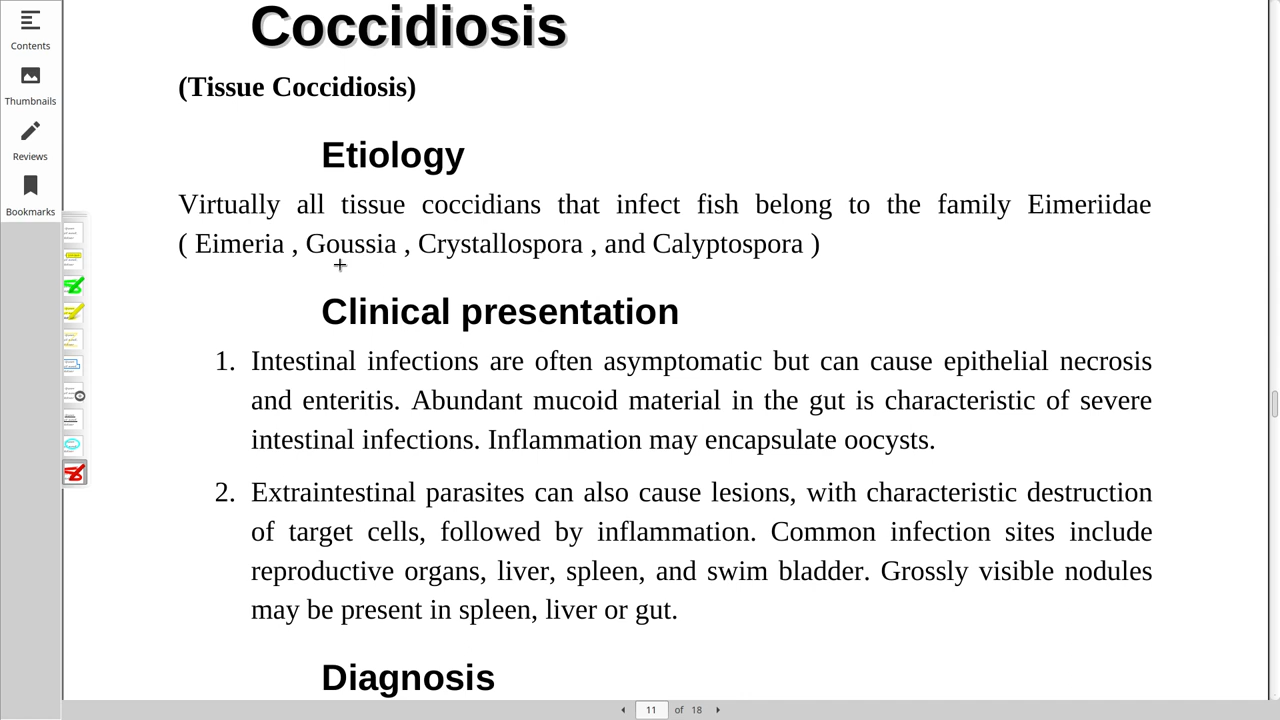 Contents
Thumbnails
Reviews
Bookmarks
Coccidiosis
(Tissue Coccidiosis)
Etiology
Virtually all tissue coccidians that infect fish belong to the family Eimeriidae
( Eimeria , Goussia , Crystallospora , and Calyptospora )
Clinical presentation
1. Intestinal infections are often asymptomatic but can cause epithelial necrosis
and enteritis. Abundant mucoid material in the gut is characteristic of severe
intestinal infections. Inflammation may encapsulate oocysts.
2. Extraintestinal parasites can also cause lesions, with characteristic destruction
of target cells, followed by inflammation. Common infection sites include
reproductive organs, liver, spleen, and swim bladder. Grossly visible nodules
may be present in spleen, liver or gut.
Diagnosis
11 of 18